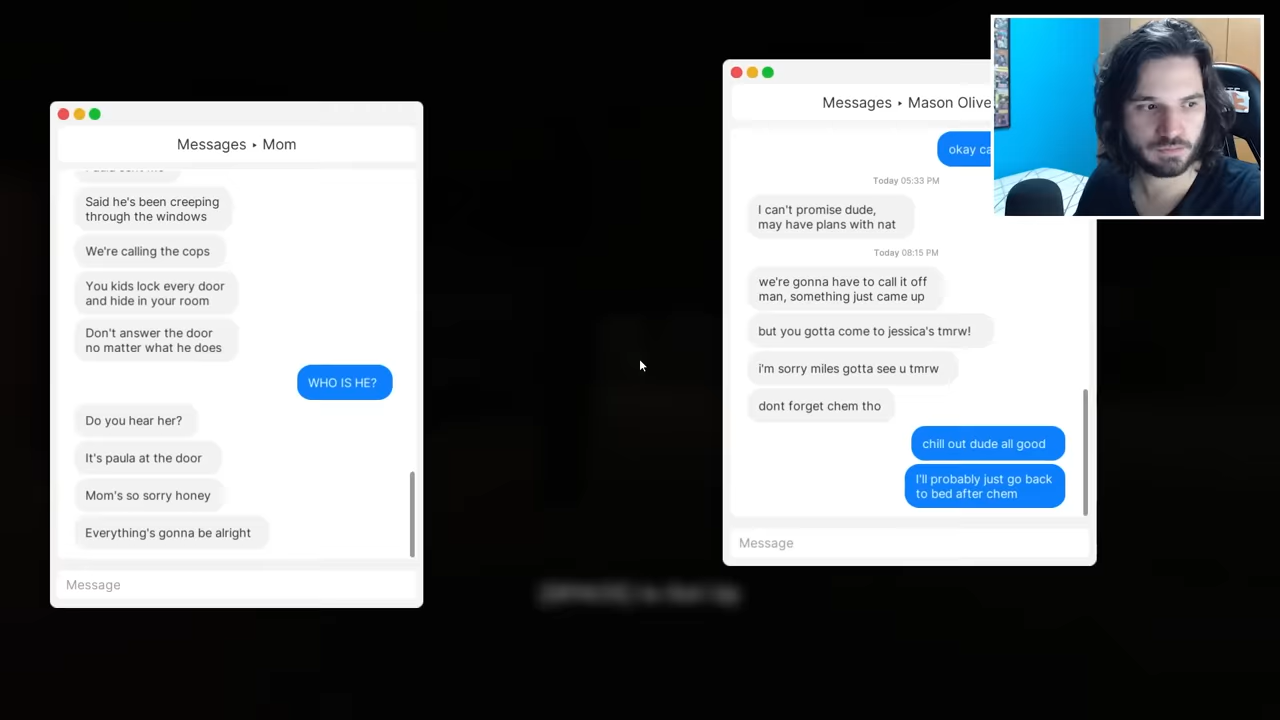 Messages ‣ Mom
Said he's been creeping
through the windows
We're calling the cops
You kids lock every door
and hide in your room
Don't answer the door
no matter what he does
WHO IS HE?
Do you hear her?
It's paula at the door
Mom's so sorry honey
Everything's gonna be alright
Message
Messages ‣ Mason Olive
okay ca
Today 05:33 PM
I can't promise dude,
may have plans with nat
Today 08:15 PM
we're gonna have to call it off
man, something just came up
but you gotta come to jessica's tmrw!
i'm sorry miles gotta see u tmrw
dont forget chem tho
chill out dude all good
I'll probably just go back
to bed after chem
Message